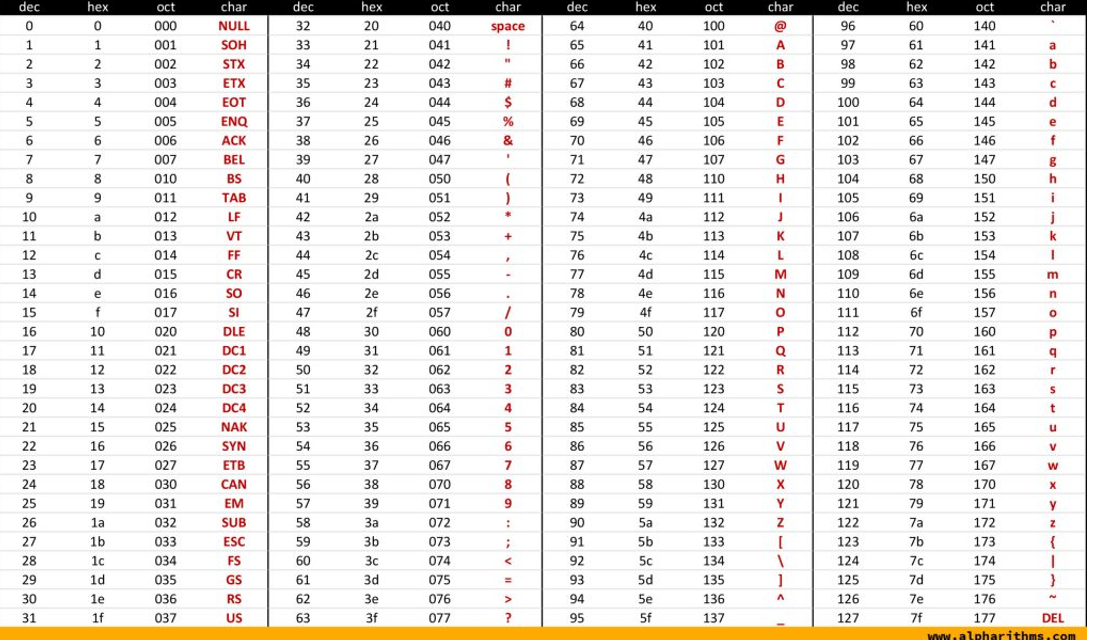 dec hex oct char dec hex oct char dec hex oct char dec hex oct char
0 0 000 NULL 32 20 040 space 64 40 100 @ 96 60 140 `
1 1 001 SOH 33 21 041 ! 65 41 101 A 97 61 141 a
2 2 002 STX 34 22 042 " 66 42 102 B 98 62 142 b
3 3 003 ETX 35 23 043 # 67 43 103 C 99 63 143 c
4 4 004 EOT 36 24 044 $ 68 44 104 D 100 64 144 d
5 5 005 ENQ 37 25 045 % 69 45 105 E 101 65 145 e
6 6 006 ACK 38 26 046 & 70 46 106 F 102 66 146 f
7 7 007 BEL 39 27 047 ' 71 47 107 G 103 67 147 g
8 8 010 BS 40 28 050 ( 72 48 110 H 104 68 150 h
9 9 011 TAB 41 29 051 ) 73 49 111 I 105 69 151 i
10 a 012 LF 42 2a 052 * 74 4a 112 J 106 6a 152 j
11 b 013 VT 43 2b 053 + 75 4b 113 K 107 6b 153 k
12 c 014 FF 44 2c 054 , 76 4c 114 L 108 6c 154 l
13 d 015 CR 45 2d 055 - 77 4d 115 M 109 6d 155 m
14 e 016 SO 46 2e 056 . 78 4e 116 N 110 6e 156 n
15 f 017 SI 47 2f 057 / 79 4f 117 O 111 6f 157 o
16 10 020 DLE 48 30 060 0 80 50 120 P 112 70 160 p
17 11 021 DC1 49 31 061 1 81 51 121 Q 113 71 161 q
18 12 022 DC2 50 32 062 2 82 52 122 R 114 72 162 r
19 13 023 DC3 51 33 063 3 83 53 123 S 115 73 163 s
20 14 024 DC4 52 34 064 4 84 54 124 T 116 74 164 t
21 15 025 NAK 53 35 065 5 85 55 125 U 117 75 165 u
22 16 026 SYN 54 36 066 6 86 56 126 V 118 76 166 v
23 17 027 ETB 55 37 067 7 87 57 127 W 119 77 167 w
24 18 030 CAN 56 38 070 8 88 58 130 X 120 78 170 x
25 19 031 EM 57 39 071 9 89 59 131 Y 121 79 171 y
26 1a 032 SUB 58 3a 072 : 90 5a 132 Z 122 7a 172 z
27 1b 033 ESC 59 3b 073 ; 91 5b 133 [ 123 7b 173 {
28 1c 034 FS 60 3c 074 < 92 5c 134 \ 124 7c 174 |
29 1d 035 GS 61 3d 075 = 93 5d 135 ] 125 7d 175 }
30 1e 036 RS 62 3e 076 > 94 5e 136 ^ 126 7e 176 ~
31 1f 037 US 63 3f 077 ? 95 5f 137 _ 127 7f 177 DEL
www.alpharithms.com